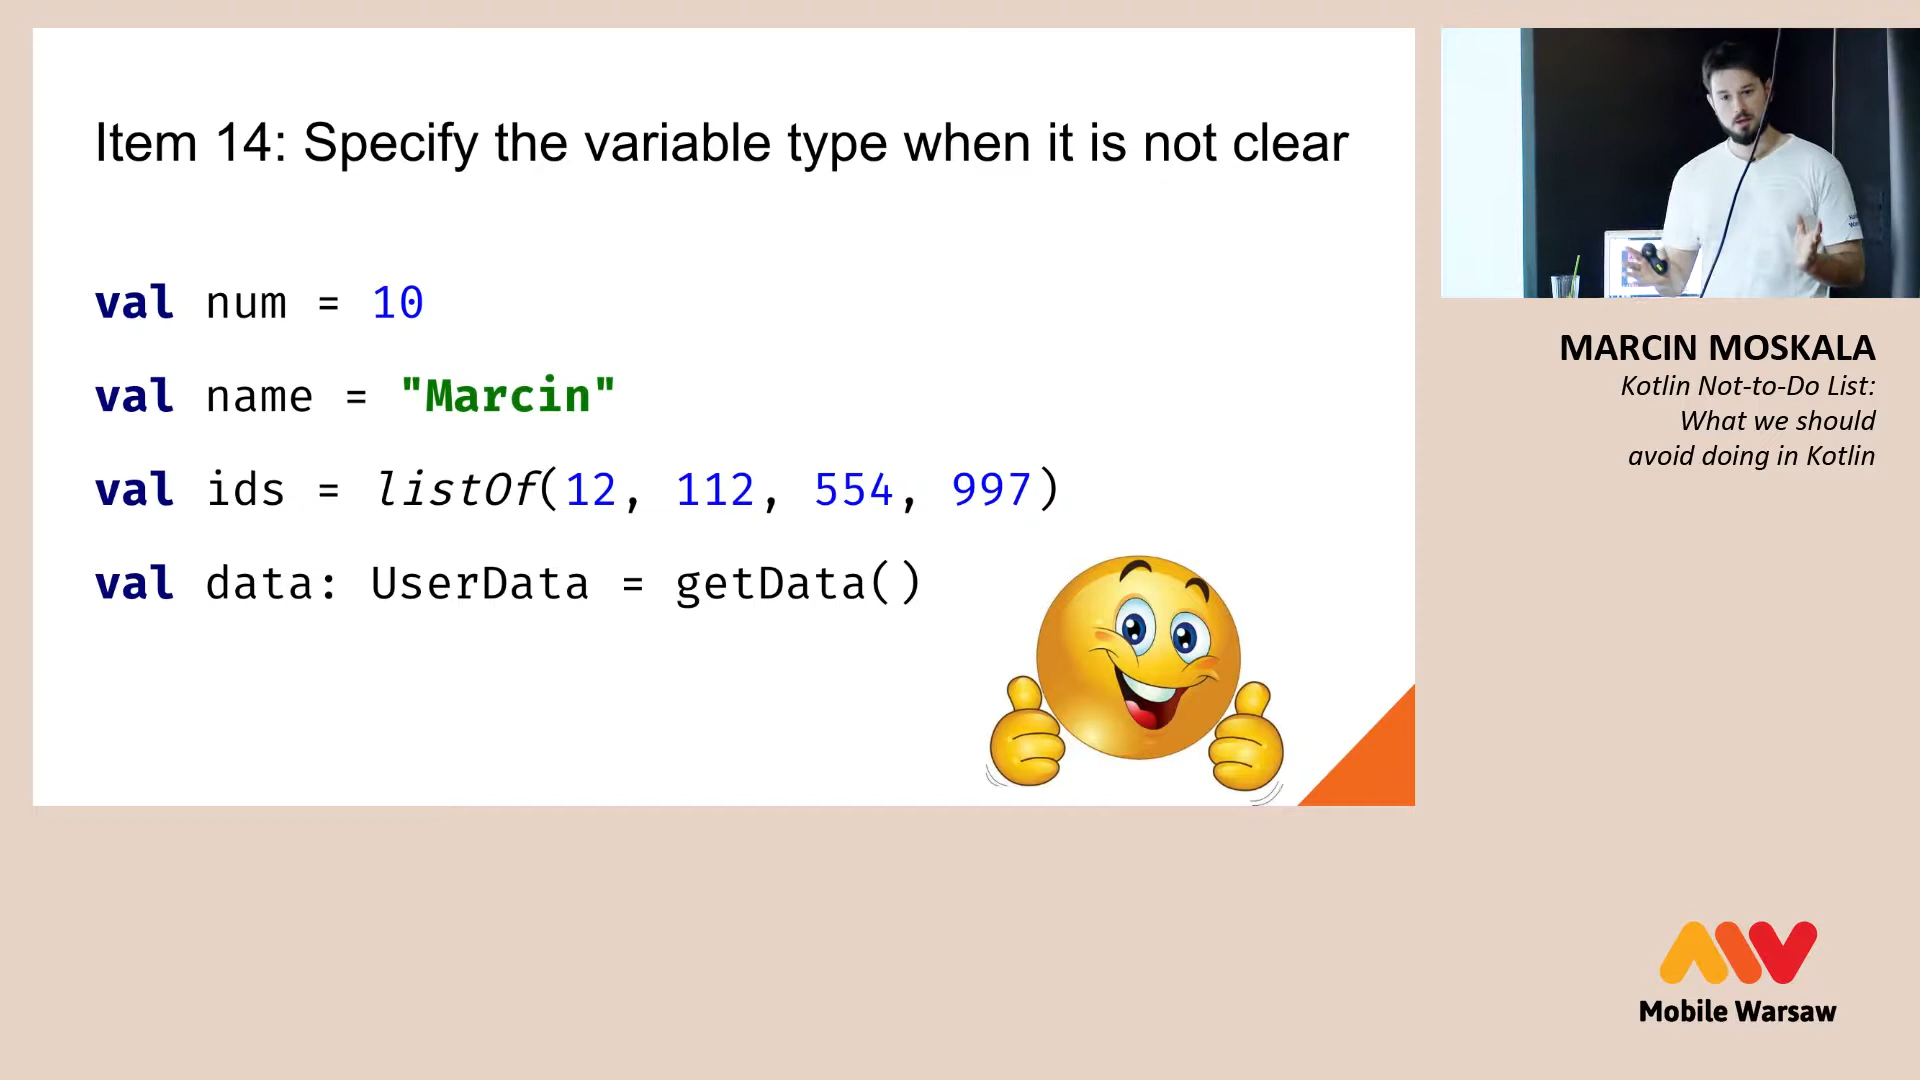 Item 14: Specify the variable type when it is not clear
val num = 10
val name = "Marcin"
val ids = listOf(12, 112, 554, 997)
val data: UserData = getData()
MARCIN MOSKALA
Kotlin Not-to-Do List:
What we should
avoid doing in Kotlin
Mobile Warsaw